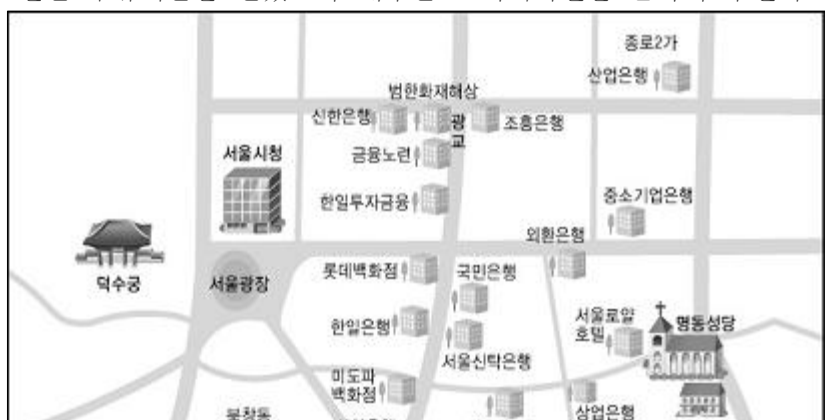 종로2가
산업은행
범한화재해상
신한은행
광교
조흥은행
서울시청
금융노련
한일투자금융
중소기업은행
외환은행
덕수궁
서울광장
롯데백화점
국민은행
한일은행
서울신탁은행
서울로얄
호텔
명동성당
미도파
백화점
북창동
상업은행